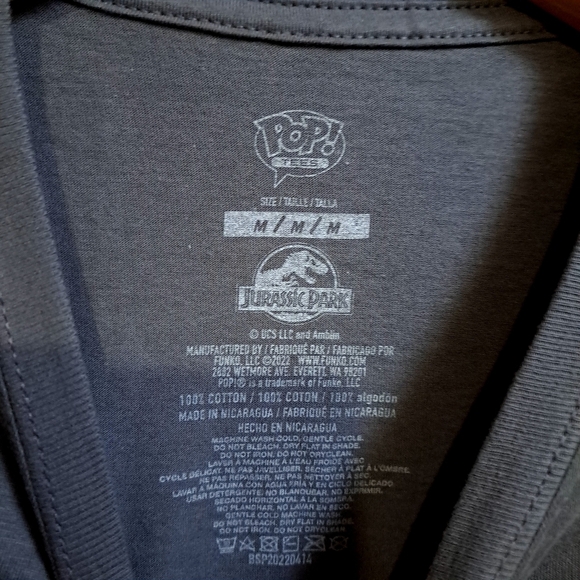 POP!
TEES
SIZE / TAILLE / TALLA
M / M / M
JURASSIC PARK
© UCS LLC and Amblin
MANUFACTURED BY / FABRIQUÉ PAR / FABRICADO POR
FUNKO, LLC ©2022 WWW.FUNKO.COM
2802 WETMORE AVE. EVERETT, WA 98201
POP!® is a trademark of Funko, LLC
100% COTTON / 100% COTON / 100% algodón
MADE IN NICARAGUA / FABRIQUÉ EN NICARAGUA
HECHO EN NICARAGUA
MACHINE WASH COLD, GENTLE CYCLE.
DO NOT BLEACH. DRY FLAT IN SHADE.
DO NOT IRON. DO NOT DRYCLEAN.
LAVER À MACHINE À L'EAU FROIDE AVEC
CYCLE DÉLICAT. NE PAS JAVELLISER. SÉCHER À PLAT À L'OMBRE.
NE PAS REPASSER. NE PAS NETTOYER À SEC.
LAVAR A MÁQUINA CON AGUA FRÍA Y EN CICLO DELICADO.
USAR DETERGENTE: NO BLANQUEAR, NO EXPRIMIR.
SECADO HORIZONTAL A LA SOMBRA.
NO PLANCHAR. NO LAVAR EN SECO.
GENTLE COLD MACHINE WASH
DO NOT BLEACH. DRY FLAT IN SHADE.
DO NOT IRON. DO NOT DRYCLEAN
BSP20220414